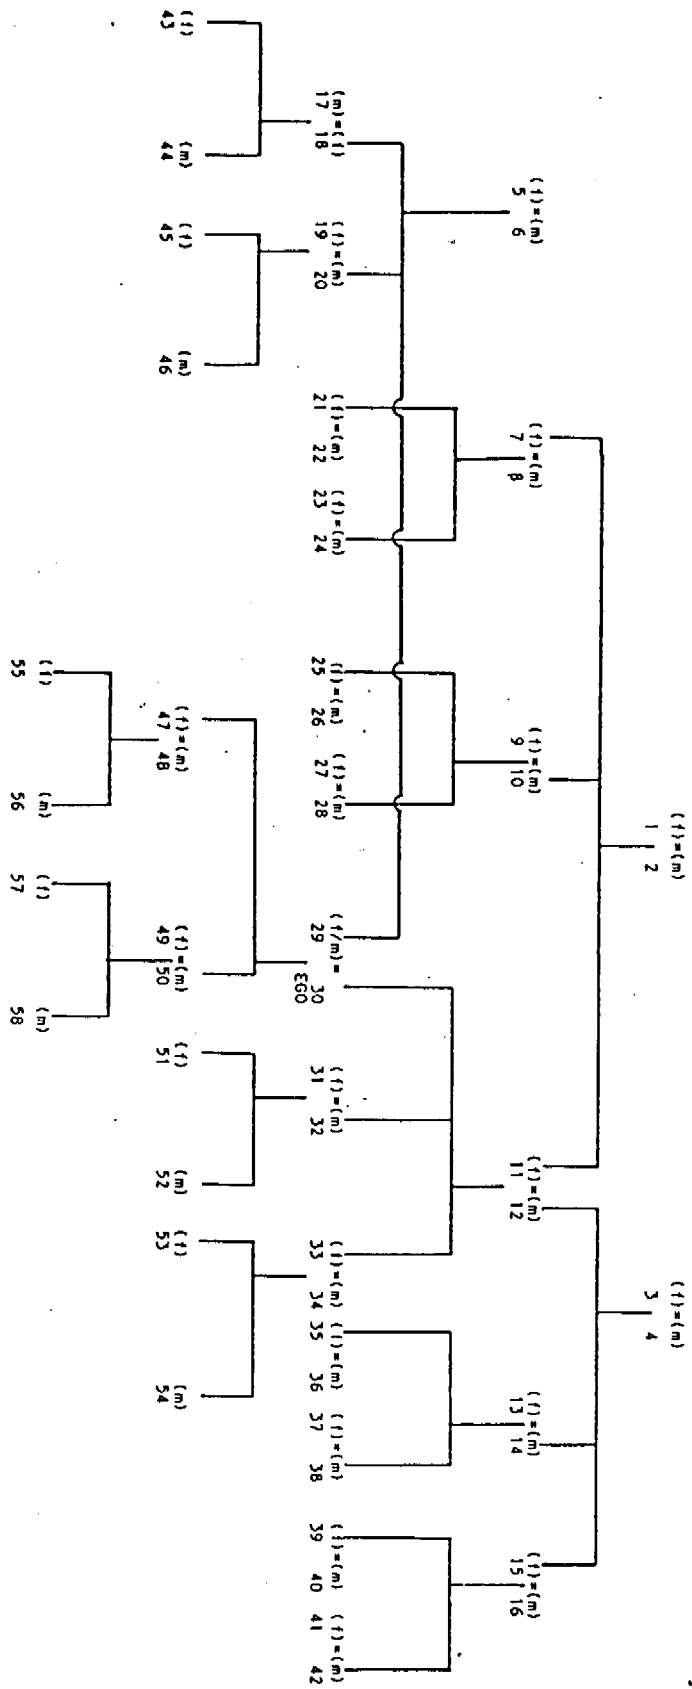 (f)=(m) (f)=(m)
1 2 3 4
(f)=(m) (f)=(m) (f)=(m) (f)=(m) (f)=(m) (f)=(m)
5 6 7 8 9 10 11 12 13 14 15 16
(m)=(f) (f)=(m) (f)=(m) (f)=(m) (f)=(m) (f)=(m) (f/m)= (f)=(m) (f)=(m) (f)=(m) (f)=(m) (f)=(m) (f)=(m)
17 18 19 20 21 22 23 24 25 26 27 28 29 30 31 32 33 34 35 36 37 38 39 40 41 42
EGO
(f) (m) (f) (m) (f)=(m) (f)=(m) (f) (m) (f) (m)
43 44 45 46 47 48 49 50 51 52 53 54
(f) (m) (f) (m)
55 56 57 58